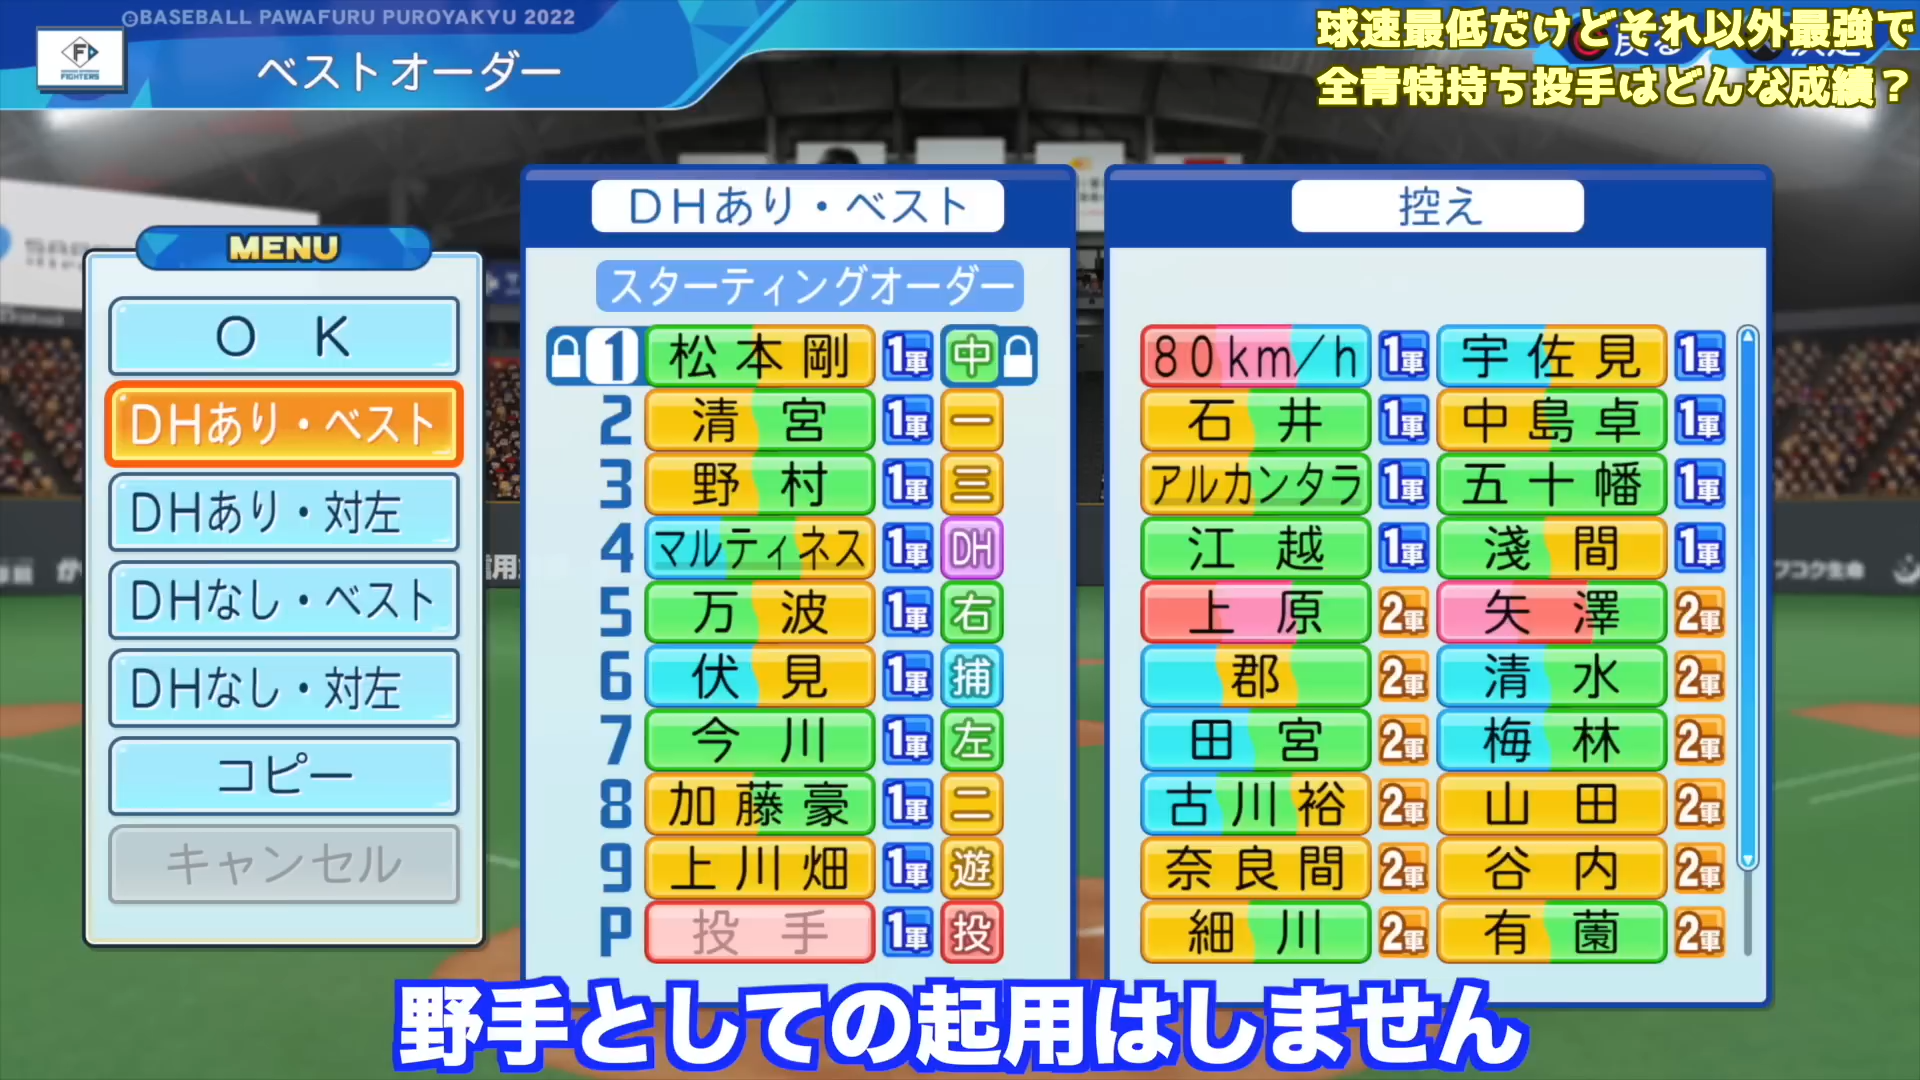 ©BASEBALL PAWAFURU PUROYAKYU 2022
ベストオーダー
FIGHTERS
球速最低だけどそれ以外最強で
全青特持ち投手はどんな成績？
MENU
OK
DHあり・ベスト
DHあり・対左
DHなし・ベスト
DHなし・対左
コピー
キャンセル
DHあり・ベスト
スターティングオーダー
1 松本剛 1軍 中
2 清宮 1軍 一
3 野村 1軍 三
4 マルティネス 1軍 DH
5 万波 1軍 右
6 伏見 1軍 捕
7 今川 1軍 左
8 加藤豪 1軍 二
9 上川畑 1軍 遊
P 投手 1軍 投
控え
80km/h 1軍 宇佐見 1軍
石井 1軍 中島卓 1軍
アルカンタラ 1軍 五十幡 1軍
江越 1軍 淺間 1軍
上原 2軍 矢澤 2軍
郡 2軍 清水 2軍
田宮 2軍 梅林 2軍
古川裕 2軍 山田 2軍
奈良間 2軍 谷内 2軍
細川 2軍 有薗 2軍
野手としての起用はしません